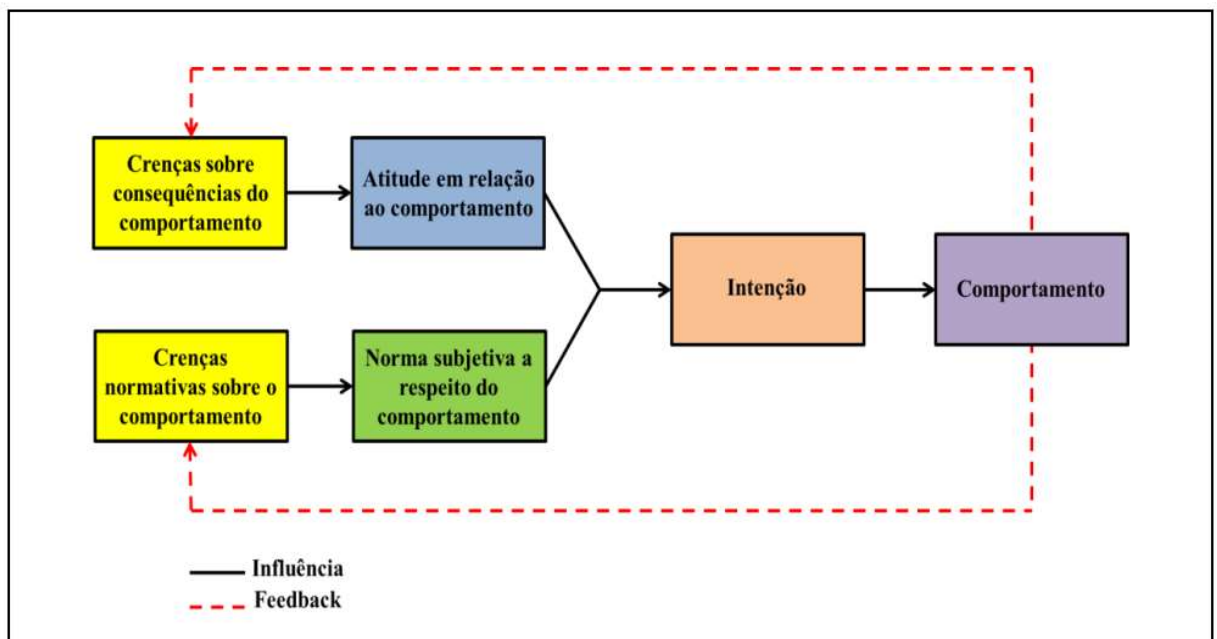 Crenças sobre
consequências do
comportamento
Atitude em relação
ao comportamento
Intenção
Comportamento
Crenças
normativas sobre o
comportamento
Norma subjetiva a
respeito do
comportamento
Influência
Feedback